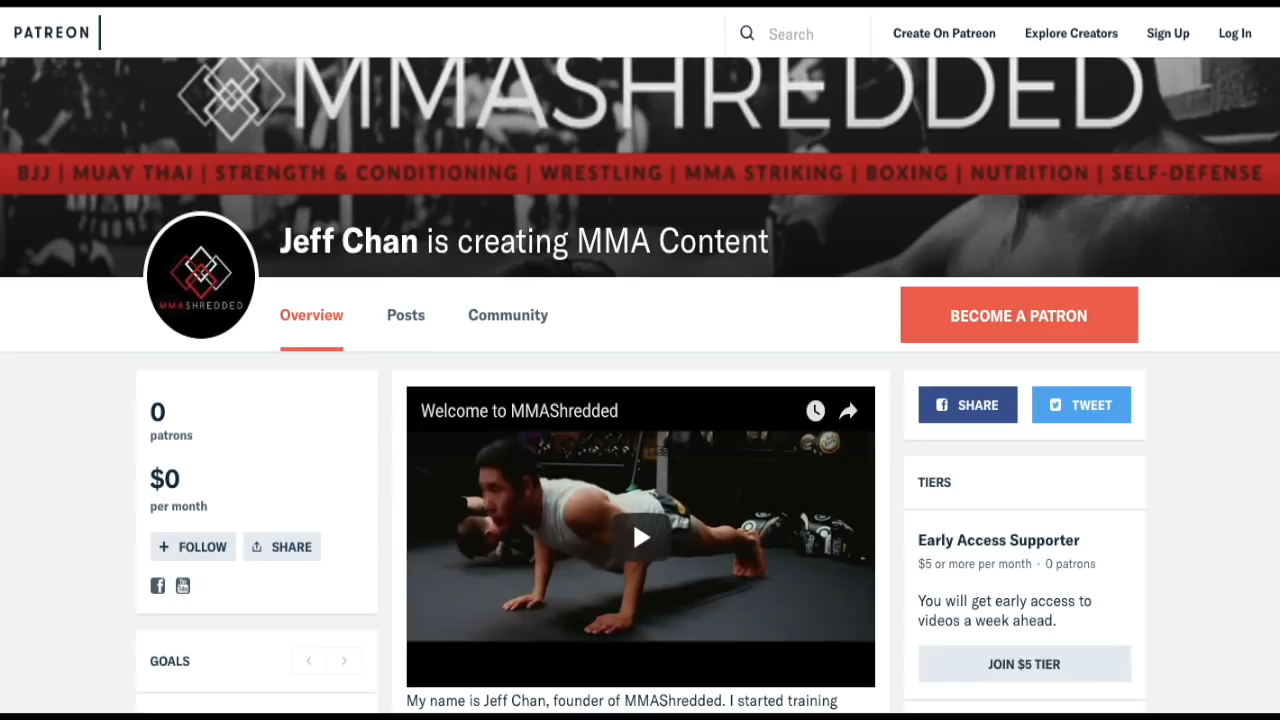 PATREON
Search
Create On Patreon
Explore Creators
Sign Up
Log In
MMASHREDDED
BJJ | MUAY THAI | STRENGTH & CONDITIONING | WRESTLING | MMA STRIKING | BOXING | NUTRITION | SELF-DEFENSE
MMASHREDDED
Jeff Chan is creating MMA Content
Overview
Posts
Community
BECOME A PATRON
0
patrons
$0
per month
+ FOLLOW
SHARE
GOALS
Welcome to MMAShredded
My name is Jeff Chan, founder of MMAShredded. I started training
SHARE
TWEET
TIERS
Early Access Supporter
$5 or more per month · 0 patrons
You will get early access to
videos a week ahead.
JOIN $5 TIER